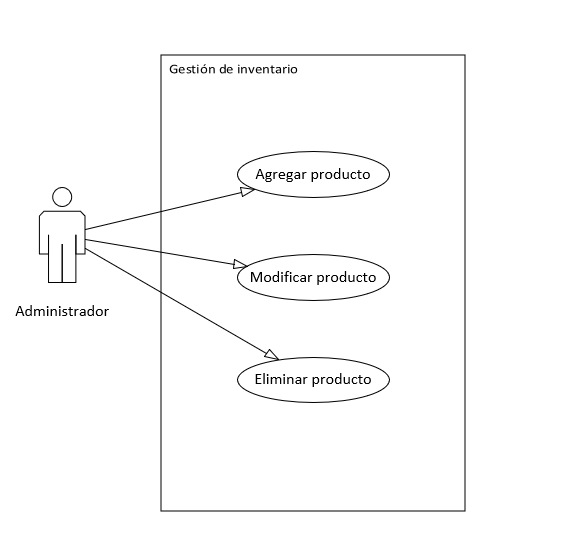 Gestión de inventario
Agregar producto
Modificar producto
Administrador
Eliminar producto